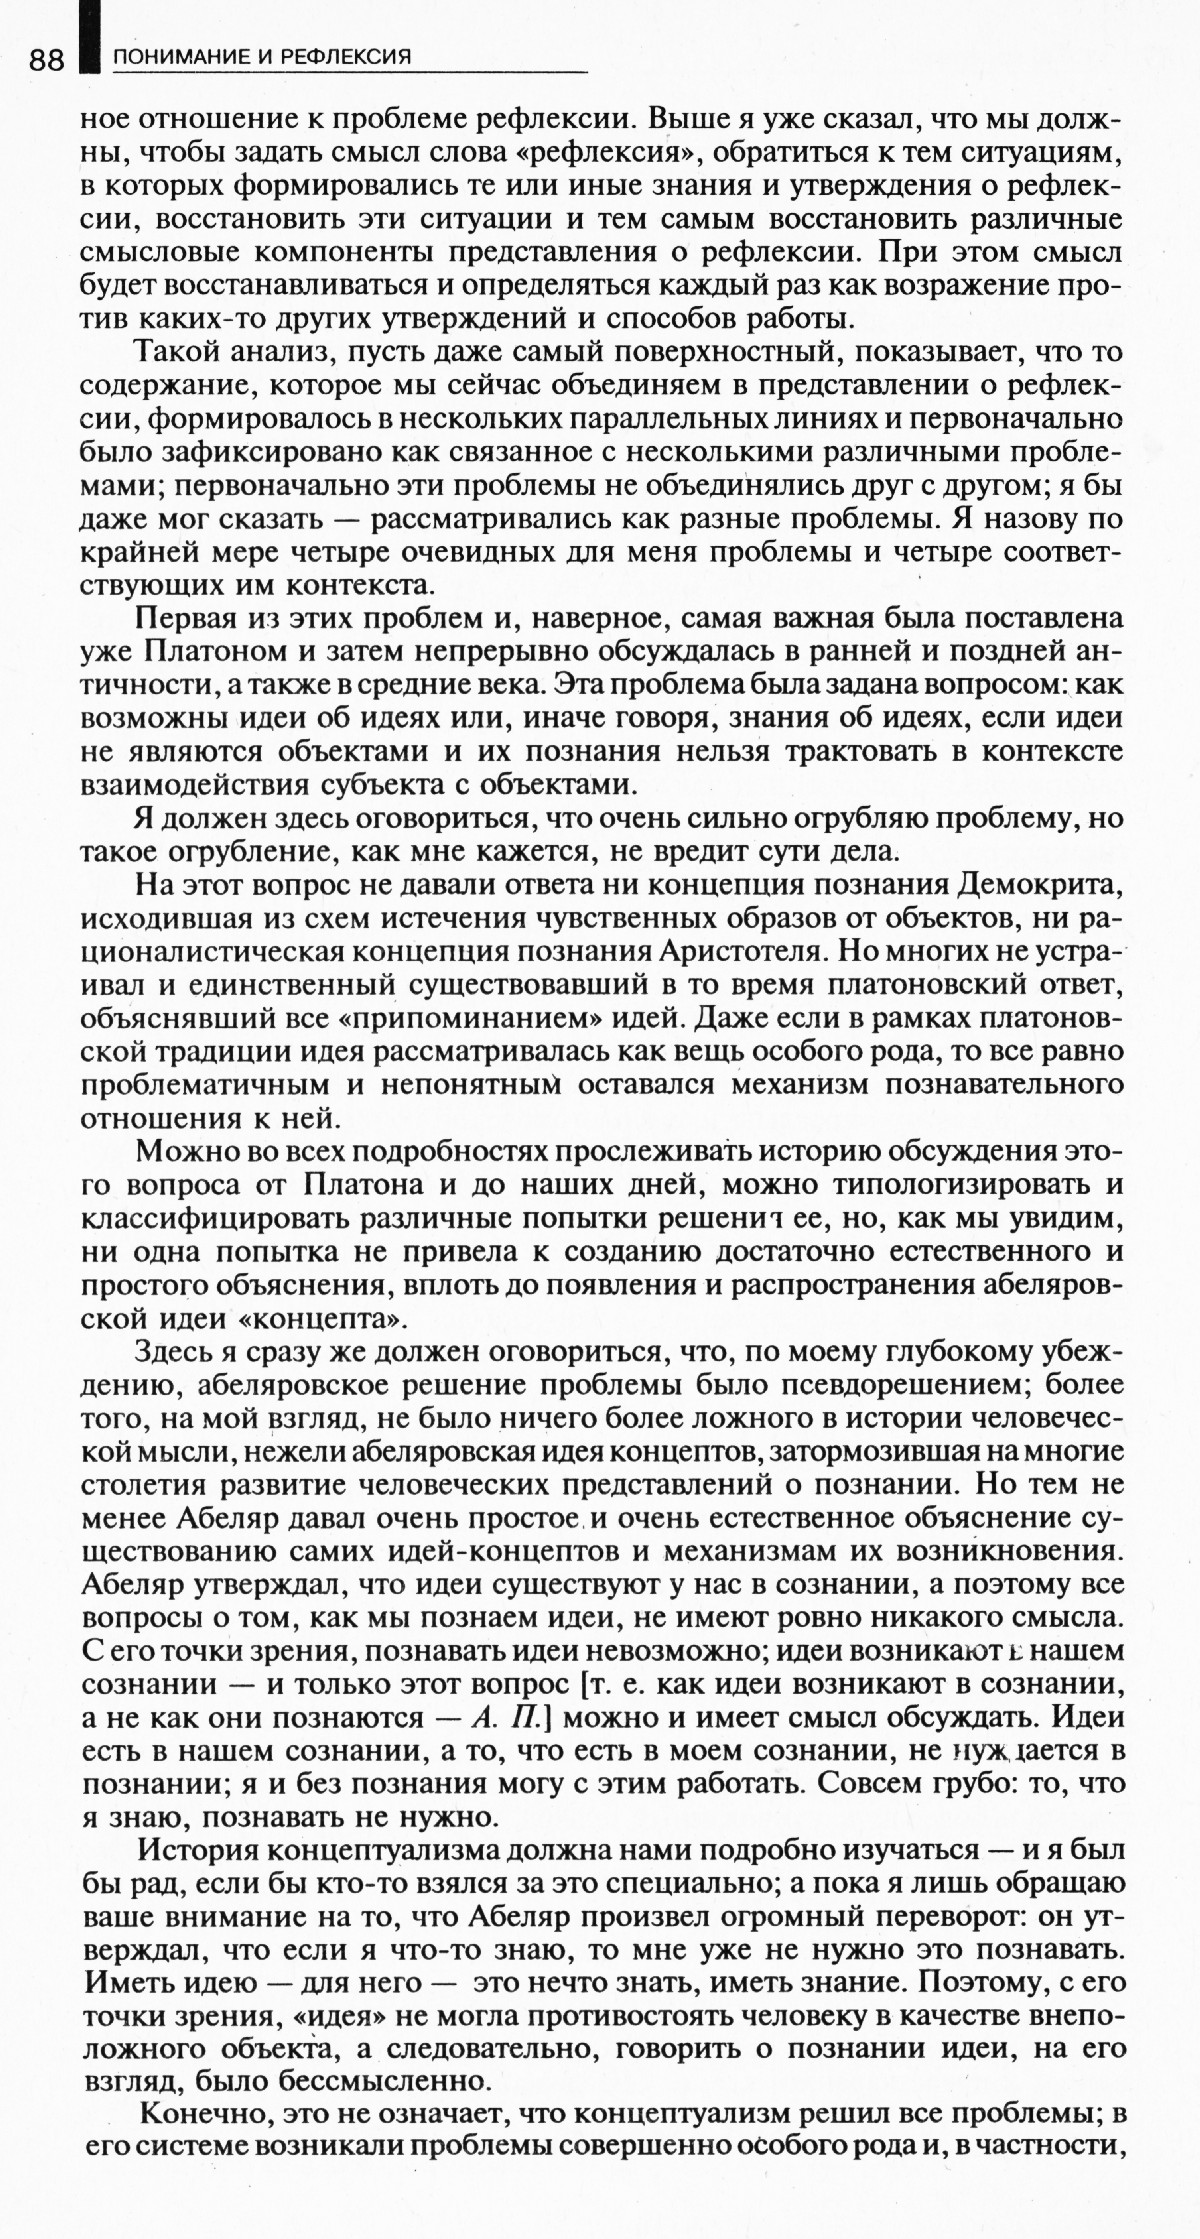 88
ПОНИМАНИЕ И РЕФЛЕКСИЯ
ное отношение к проблеме рефлексии. Выше я уже сказал, что мы долж-
ны, чтобы задать смысл слова «рефлексия», обратиться к тем ситуациям,
в которых формировались те или иные знания и утверждения о рефлек-
сии, восстановить эти ситуации и тем самым восстановить различные
смысловые компоненты представления о рефлексии. При этом смысл
будет восстанавливаться и определяться каждый раз как возражение про-
тив каких-то других утверждений и способов работы.
Такой анализ, пусть даже самый поверхностный, показывает, что то
содержание, которое мы сейчас объединяем в представлении о рефлек-
сии, формировалось в нескольких параллельных линиях и первоначально
было зафиксировано как связанное с несколькими различными пробле-
мами; первоначально эти проблемы не объединялись друг с другом; я бы
даже мог сказать — рассматривались как разные проблемы. Я назову по
крайней мере четыре очевидных для меня проблемы и четыре соответ-
ствующих им контекста.
Первая из этих проблем и, наверное, самая важная была поставлена
уже Платоном и затем непрерывно обсуждалась в ранней и поздней ан-
тичности, а также в средние века. Эта проблема была задана вопросом: как
возможны идеи об идеях или, иначе говоря, знания об идеях, если идеи
не являются объектами и их познания нельзя трактовать в контексте
взаимодействия субъекта с объектами.
Я должен здесь оговориться, что очень сильно огрубляю проблему, но
такое огрубление, как мне кажется, не вредит сути дела.
На этот вопрос не давали ответа ни концепция познания Демокрита,
исходившая из схем истечения чувственных образов от объектов, ни ра-
ционалистическая концепция познания Аристотеля. Но многих не устра-
ивал и единственный существовавший в то время платоновский ответ,
объяснявший все «припоминанием» идей. Даже если в рамках платонов-
ской традиции идея рассматривалась как вещь особого рода, то все равно
проблематичным и непонятным оставался механизм познавательного
отношения к ней.
Можно во всех подробностях прослеживать историю обсуждения это-
го вопроса от Платона и до наших дней, можно типологизировать и
классифицировать различные попытки решения ее, но, как мы увидим,
ни одна попытка не привела к созданию достаточно естественного и
простого объяснения, вплоть до появления и распространения абеляров-
ской идеи «концепта».
Здесь я сразу же должен оговориться, что, по моему глубокому убеж-
дению, абеляровское решение проблемы было псевдорешением; более
того, на мой взгляд, не было ничего более ложного в истории человечес-
кой мысли, нежели абеляровская идея концептов, затормозившая на многие
столетия развитие человеческих представлений о познании. Но тем не
менее Абеляр давал очень простое и очень естественное объяснение су-
ществованию самих идей-концептов и механизмам их возникновения.
Абеляр утверждал, что идеи существуют у нас в сознании, а поэтому все
вопросы о том, как мы познаем идеи, не имеют ровно никакого смысла.
С его точки зрения, познавать идеи невозможно; идеи возникают в нашем
сознании — и только этот вопрос [т. е. как идеи возникают в сознании,
а не как они познаются — А. П.] можно и имеет смысл обсуждать. Идеи
есть в нашем сознании, а то, что есть в моем сознании, не нуждается в
познании; я и без познания могу с этим работать. Совсем грубо: то, что
я знаю, познавать не нужно.
История концептуализма должна нами подробно изучаться — и я был
бы рад, если бы кто-то взялся за это специально; а пока я лишь обращаю
ваше внимание на то, что Абеляр произвел огромный переворот: он ут-
верждал, что если я что-то знаю, то мне уже не нужно это познавать.
Иметь идею — для него — это нечто знать, иметь знание. Поэтому, с его
точки зрения, «идея» не могла противостоять человеку в качестве внепо-
ложного объекта, а следовательно, говорить о познании идеи, на его
взгляд, было бессмысленно.
Конечно, это не означает, что концептуализм решил все проблемы; в
его системе возникали проблемы совершенно особого рода и, в частности,